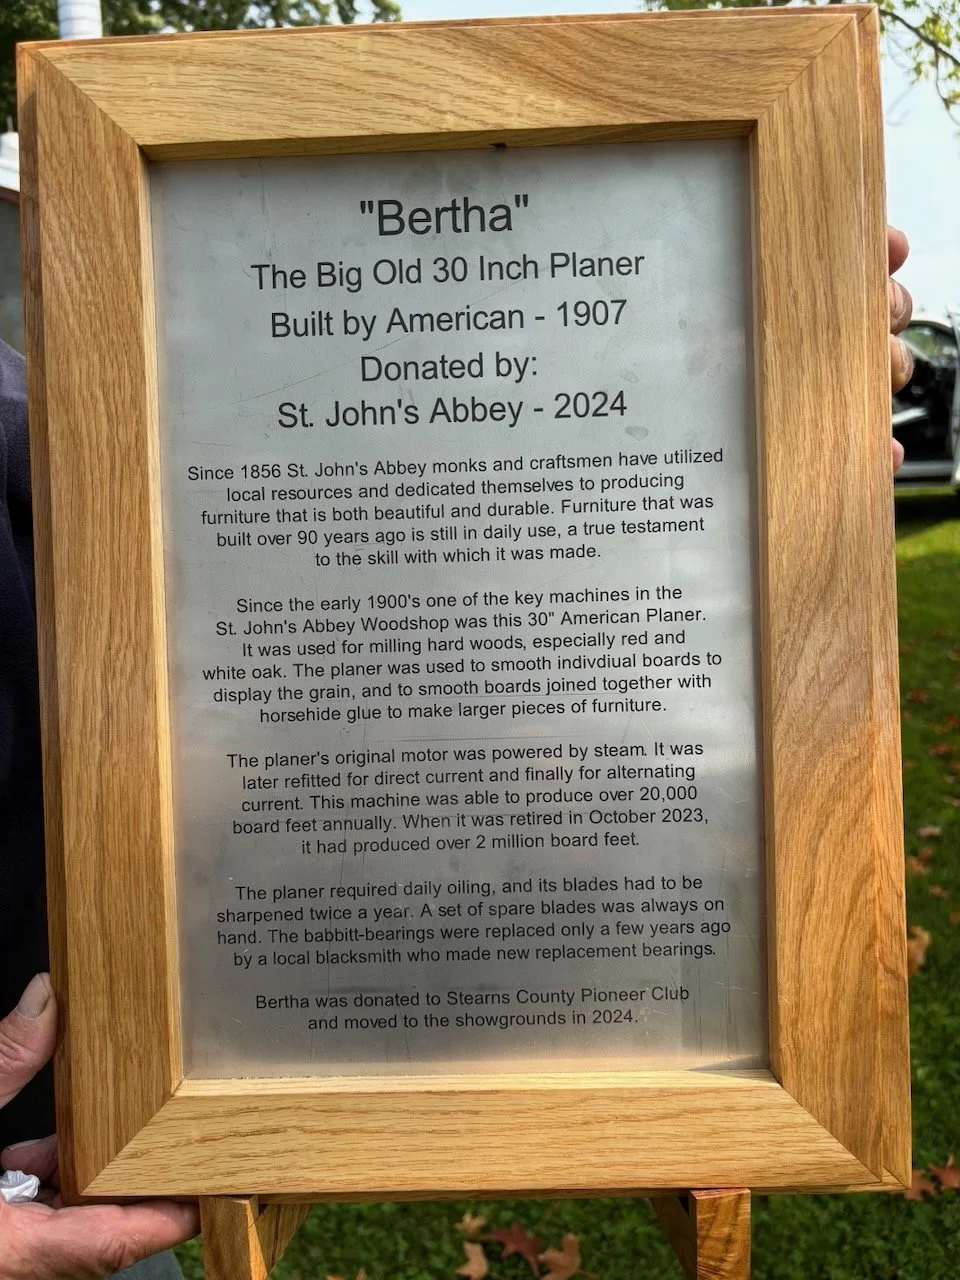 "Bertha"
The Big Old 30 Inch Planer
Built by American - 1907
Donated by:
St. John's Abbey - 2024
Since 1856 St. John's Abbey monks and craftsmen have utilized
local resources and dedicated themselves to producing
furniture that is both beautiful and durable. Furniture that was
built over 90 years ago is still in daily use, a true testament
to the skill with which it was made.
Since the early 1900's one of the key machines in the
St. John's Abbey Woodshop was this 30" American Planer.
It was used for milling hard woods, especially red and
white oak. The planer was used to smooth indivdiual boards to
display the grain, and to smooth boards joined together with
horsehide glue to make larger pieces of furniture.
The planer's original motor was powered by steam. It was
later refitted for direct current and finally for alternating
current. This machine was able to produce over 20,000
board feet annually. When it was retired in October 2023,
it had produced over 2 million board feet.
The planer required daily oiling, and its blades had to be
sharpened twice a year. A set of spare blades was always on
hand. The babbitt-bearings were replaced only a few years ago
by a local blacksmith who made new replacement bearings.
Bertha was donated to Stearns County Pioneer Club
and moved to the showgrounds in 2024.